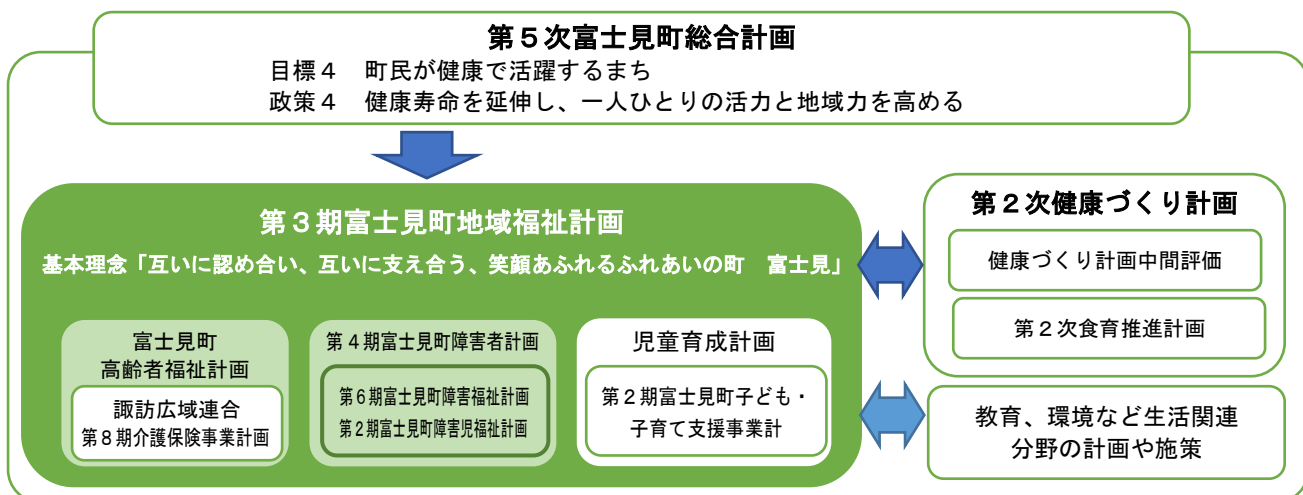 第５次富士見町総合計画
目標４　町民が健康で活躍するまち
政策４　健康寿命を延伸し、一人ひとりの活力と地域力を高める
第３期富士見町地域福祉計画
基本理念「互いに認め合い、互いに支え合う、笑顔あふれるふれあいの町　富士見」
富士見町
高齢者福祉計画
諏訪広域連合
第８期介護保険事業計画
第４期富士見町障害者計画
第６期富士見町障害福祉計画
第２期富士見町障害児福祉計画
児童育成計画
第２期富士見町子ども・
子育て支援事業計
第２次健康づくり計画
健康づくり計画中間評価
第２次食育推進計画
教育、環境など生活関連
分野の計画や施策